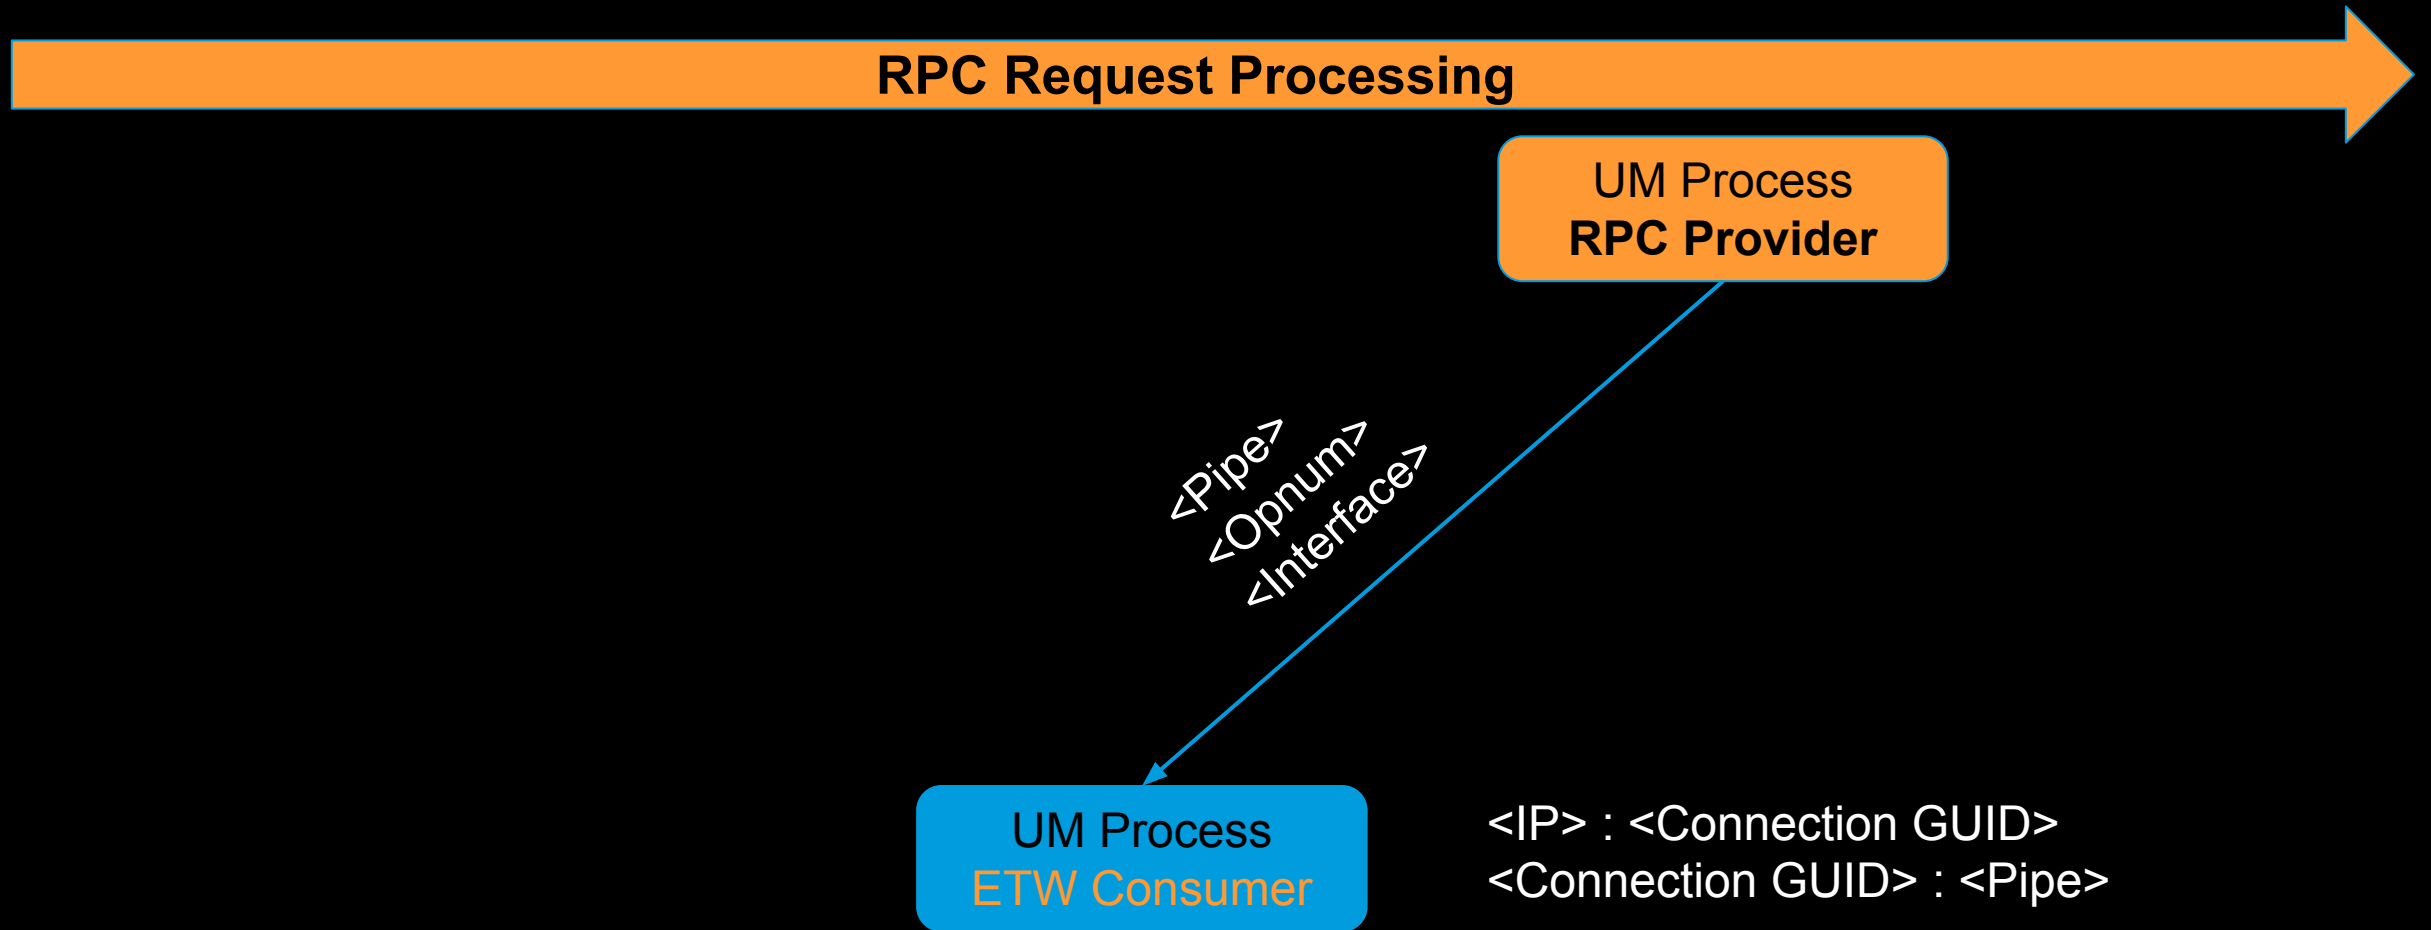 RPC Request Processing
UM Process
RPC Provider
<Pipe>
<Opnum>
<Interface>
UM Process
ETW Consumer
<IP> : <Connection GUID>
<Connection GUID> : <Pipe>